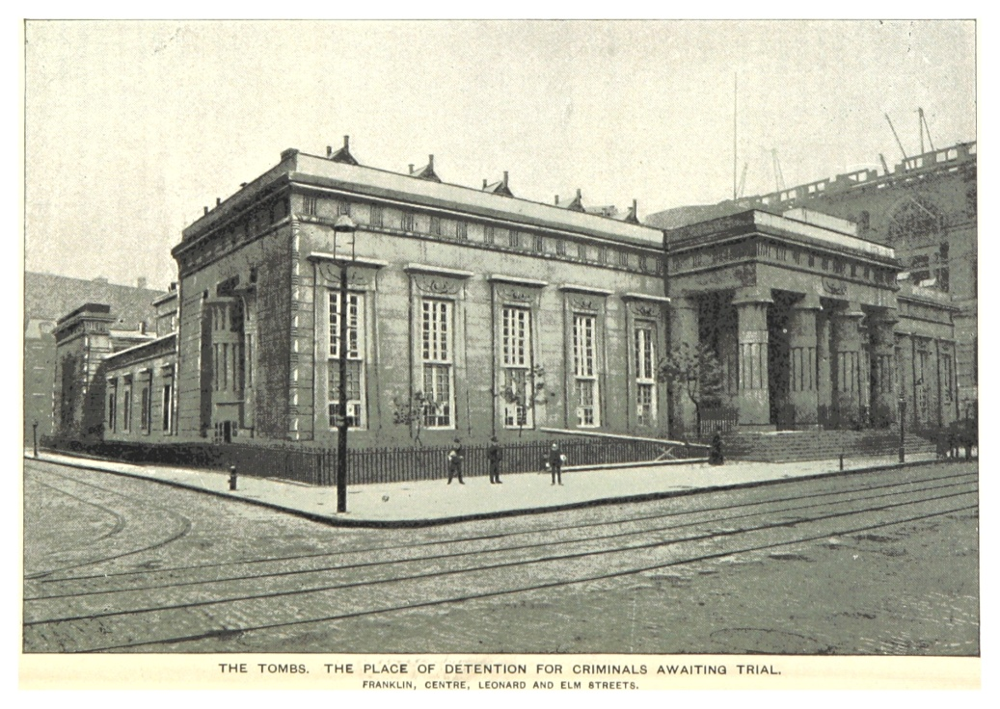 THE TOMBS. THE PLACE OF DETENTION FOR CRIMINALS AWAITING TRIAL.
FRANKLIN, CENTRE, LEONARD AND ELM STREETS.